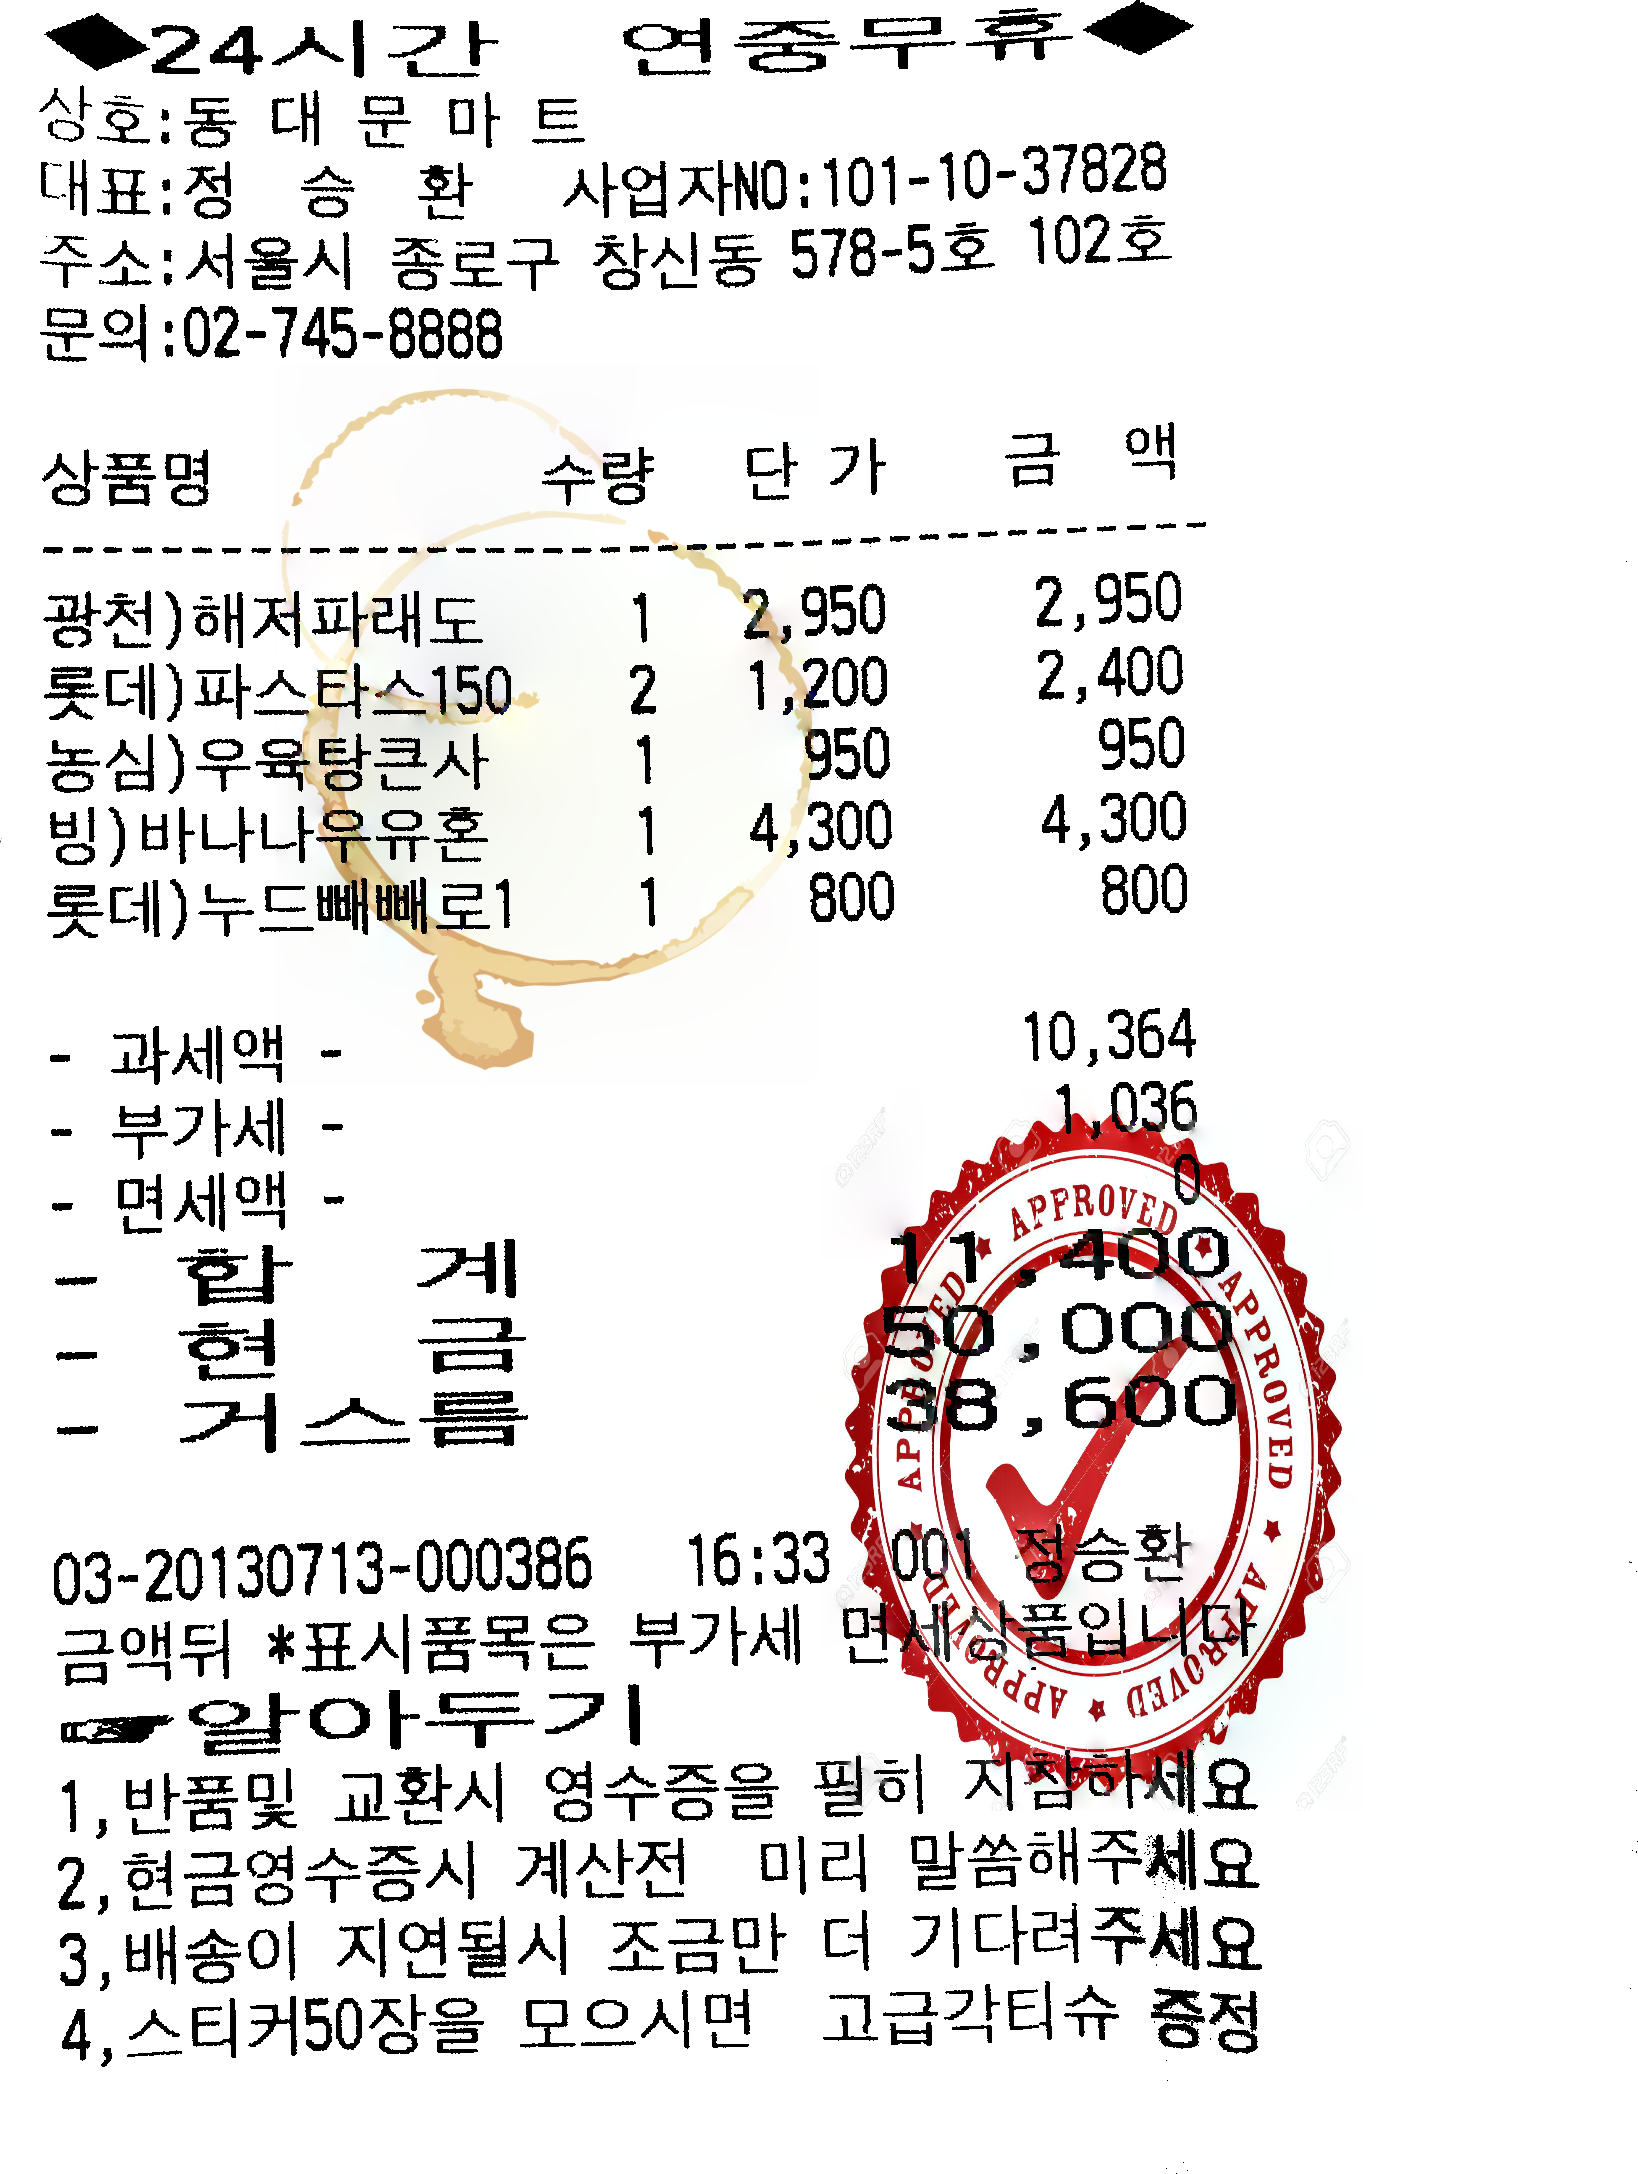 ◆24시간 연중무휴◆
상호:동 대 문 마 트
대표:정 승 환 사업자NO:101-10-37828
주소:서울시 종로구 창신동 578-5호 102호
문의:02-745-8888
상품명 수량 단 가 금 액
광천)해저파래도 1 2,950 2,950
롯데)파스타스150 2 1,200 2,400
농심)우육탕큰사 1 950 950
빙)바나나우유혼 1 4,300 4,300
롯데)누드빼빼로1 1 800 800
- 과세액 - 10,364
- 부가세 - 1,036
- 면세액 - 0
- 합 계 11,400
- 현 금 50,000
- 거스름 38,600
APPROVED ★ APPROVED ★ APPROVED ★ APPROVED ★ APPROVED ★ APPROVED ★
03-20130713-000386 16:33 001 정승환
금액뒤 *표시품목은 부가세 면세상품입니다
☞알아두기
1,반품및 교환시 영수증을 필히 지참하세요
2,현금영수증시 계산전 미리 말씀해주세요
3,배송이 지연될시 조금만 더 기다려주세요
4,스티커50장을 모으시면 고급각티슈 증정